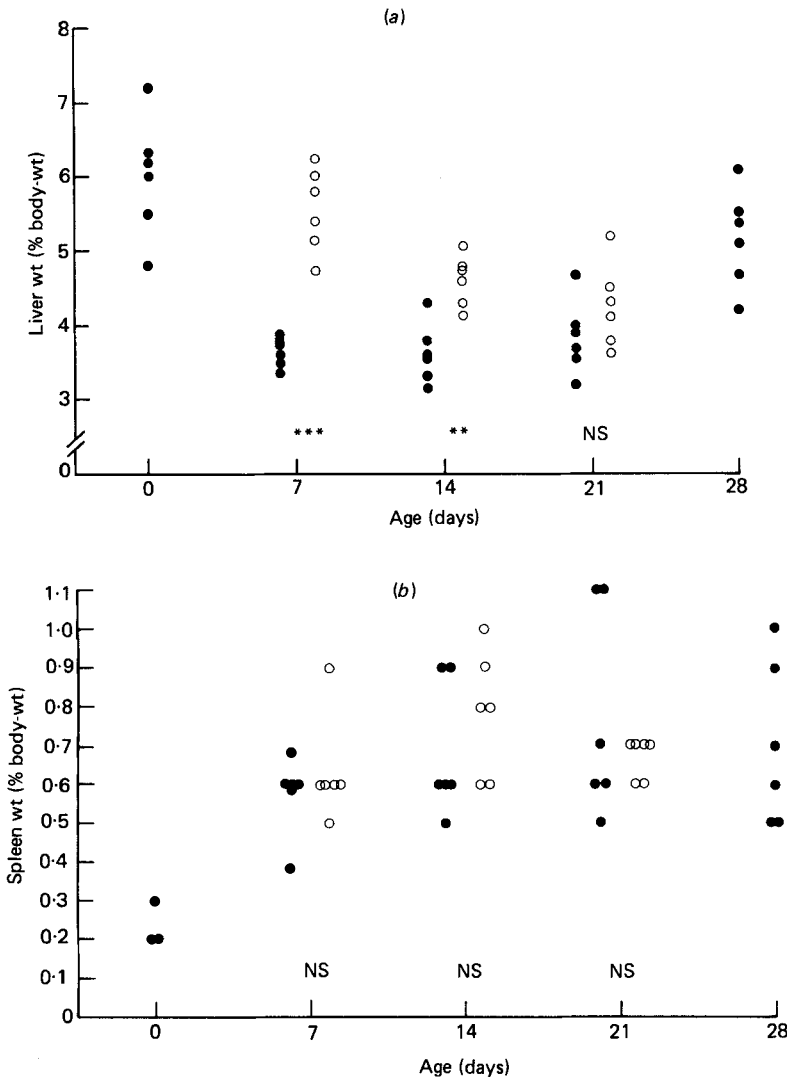 (a)
8
7
6
5
4
3
0
Liver wt (% body-wt)
*** ** NS
0 7 14 21 28
Age (days)
(b)
1·1
1·0
0·9
0·8
0·7
0·6
0·5
0·4
0·3
0·2
0·1
0
Spleen wt (% body-wt)
NS NS NS
0 7 14 21 28
Age (days)